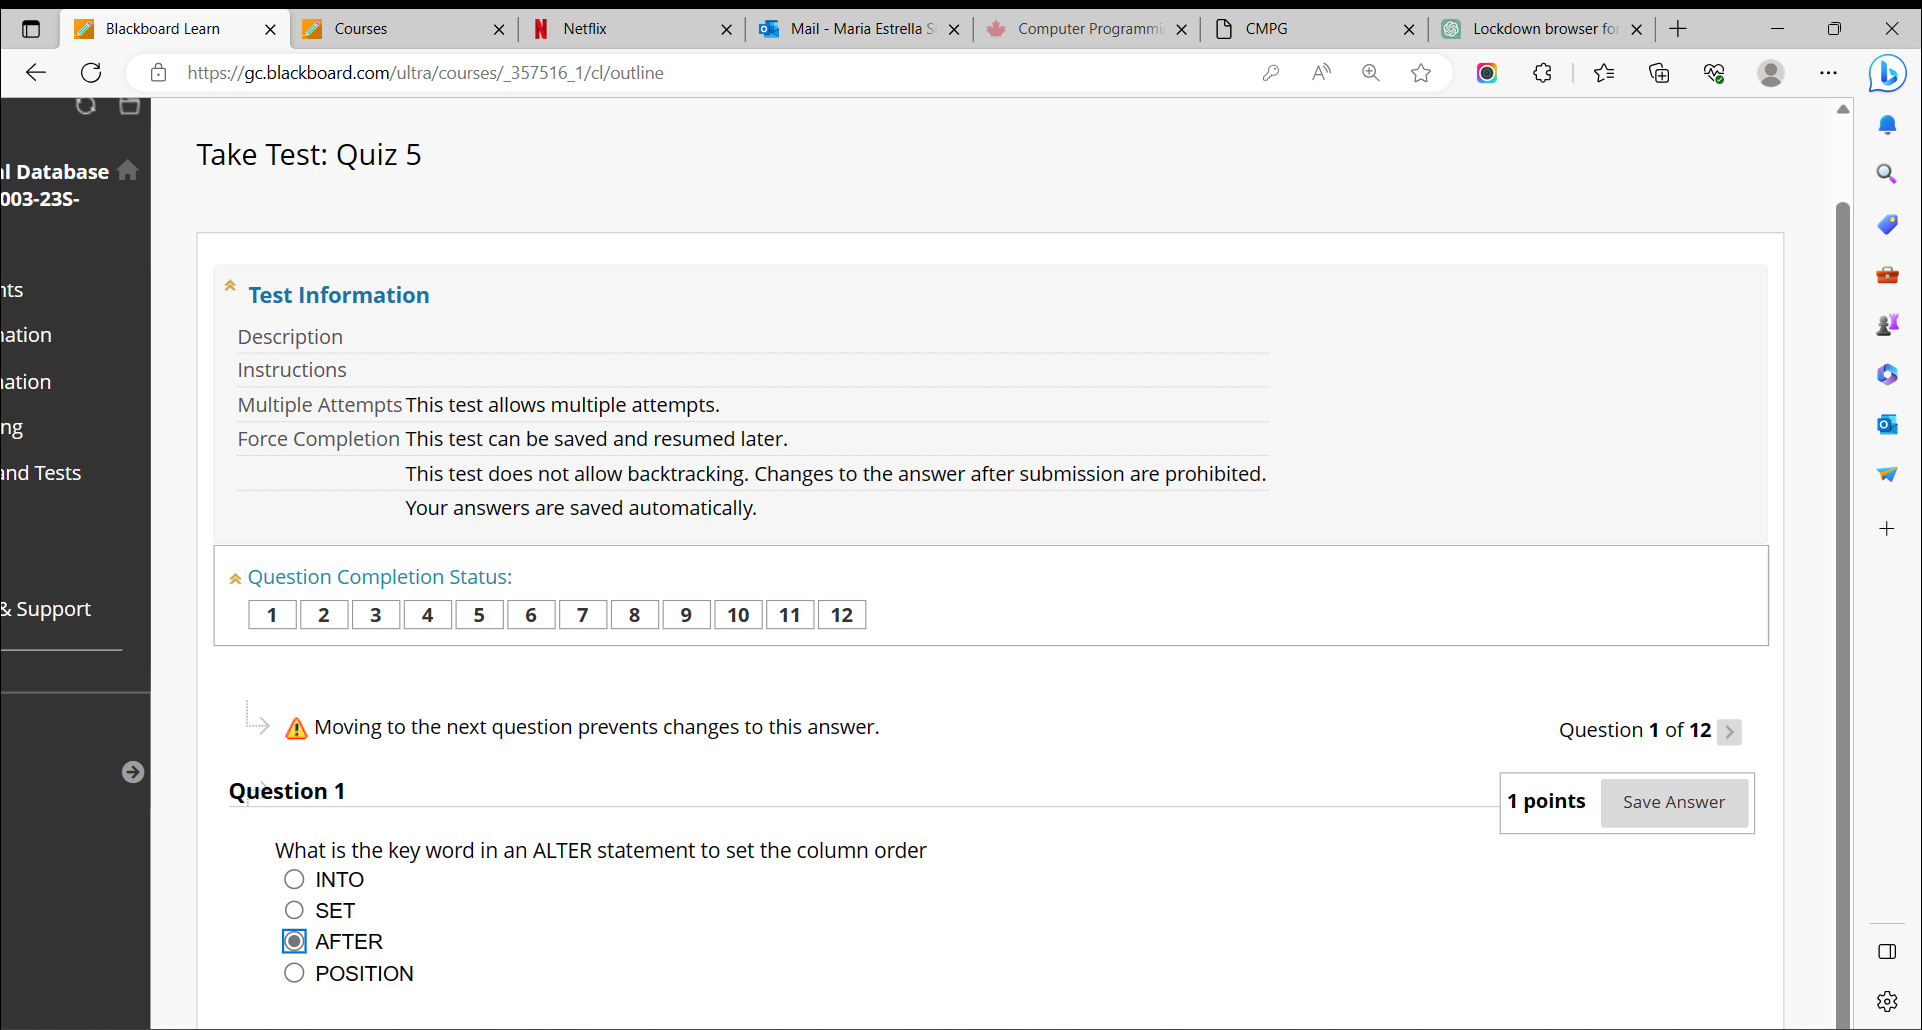 Blackboard Learn
Courses
Netflix
Mail - Maria Estrella S
Computer Programmi
CMPG
Lockdown browser for
https://gc.blackboard.com/ultra/courses/_357516_1/cl/outline
l Database
003-23S-
nts
nation
nation
ng
and Tests
& Support
Take Test: Quiz 5
Test Information
Description
Instructions
Multiple Attempts This test allows multiple attempts.
Force Completion This test can be saved and resumed later.
This test does not allow backtracking. Changes to the answer after submission are prohibited.
Your answers are saved automatically.
Question Completion Status:
1 2 3 4 5 6 7 8 9 10 11 12
Moving to the next question prevents changes to this answer.
Question 1 of 12
Question 1
1 points
Save Answer
What is the key word in an ALTER statement to set the column order
INTO
SET
AFTER
POSITION